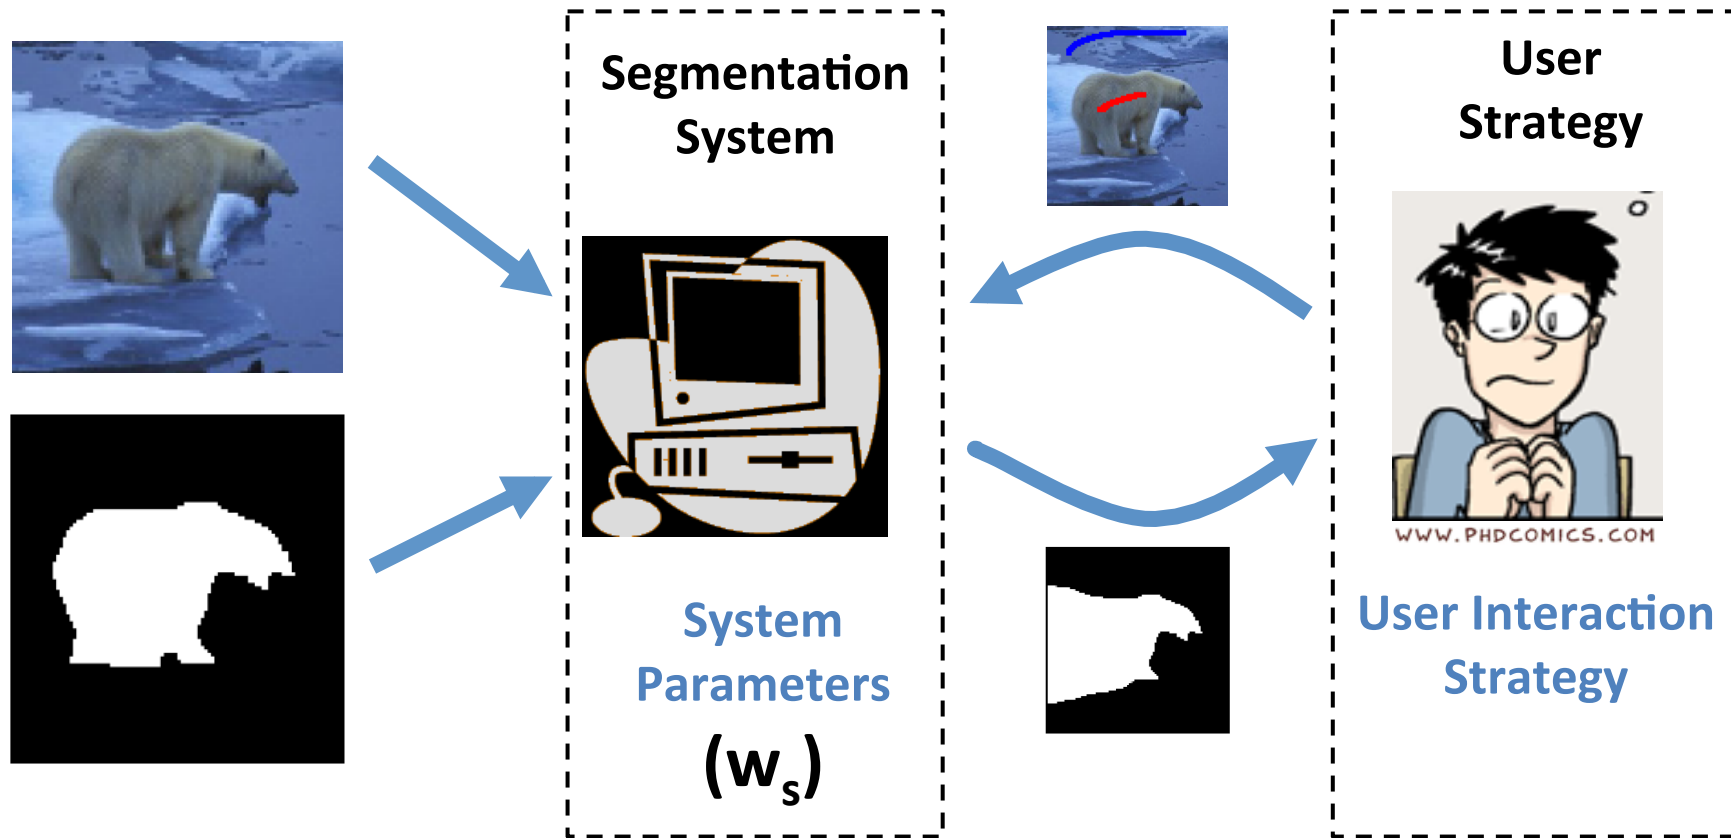 Segmentation
System
System
Parameters
(wₛ)
User
Strategy
WWW.PHDCOMICS.COM
User Interaction
Strategy